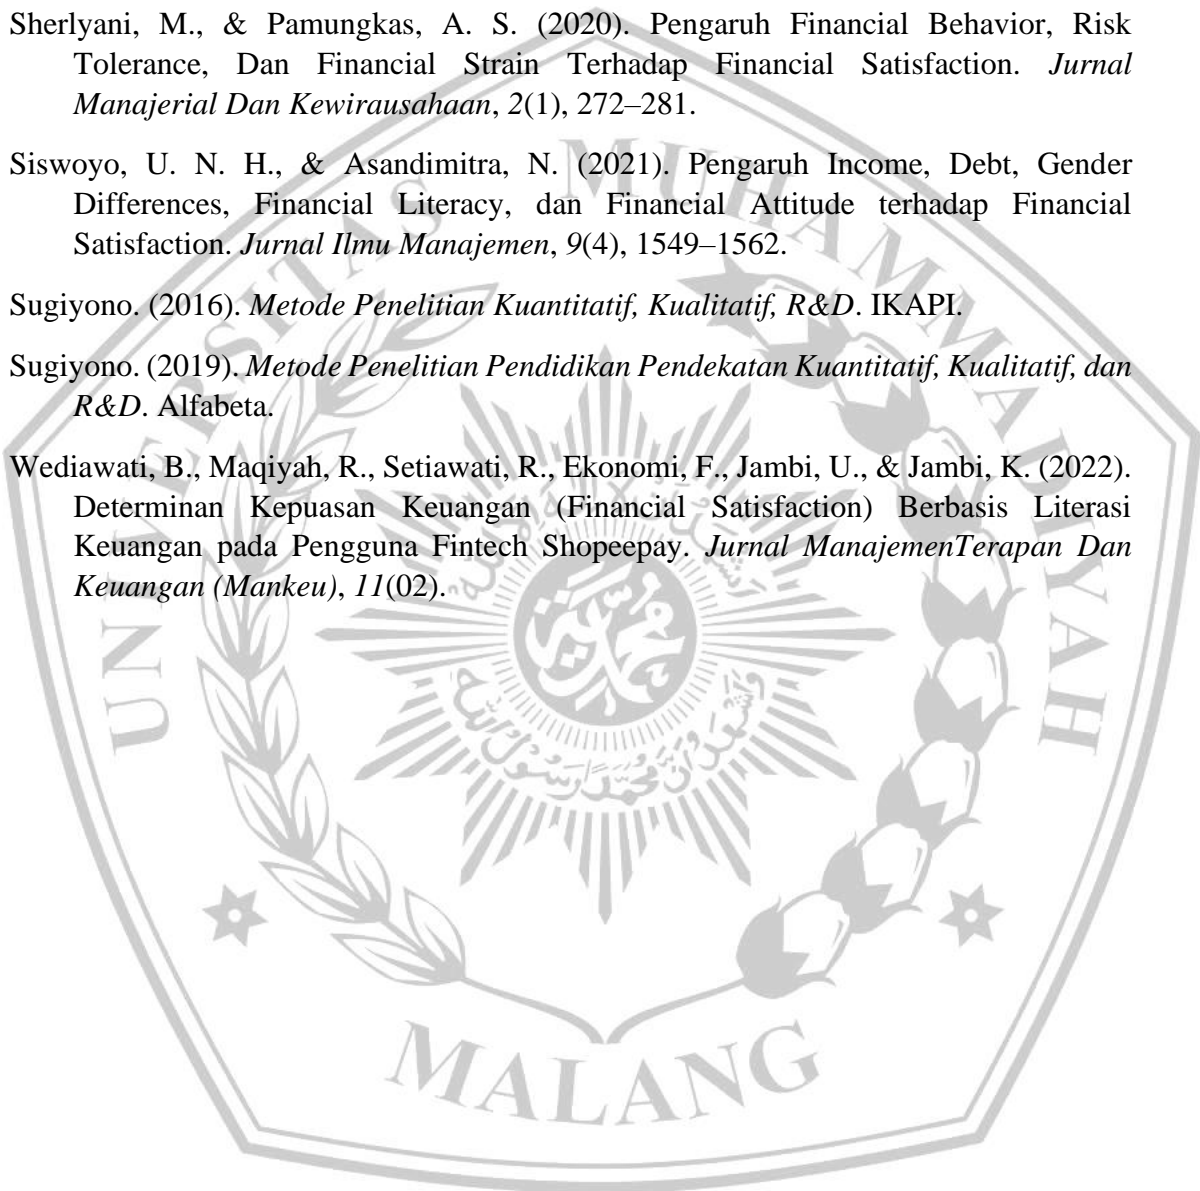 Sherlyani, M., & Pamungkas, A. S. (2020). Pengaruh Financial Behavior, Risk
Tolerance, Dan Financial Strain Terhadap Financial Satisfaction. Jurnal
Manajerial Dan Kewirausahaan, 2(1), 272–281.
Siswoyo, U. N. H., & Asandimitra, N. (2021). Pengaruh Income, Debt, Gender
Differences, Financial Literacy, dan Financial Attitude terhadap Financial
Satisfaction. Jurnal Ilmu Manajemen, 9(4), 1549–1562.
Sugiyono. (2016). Metode Penelitian Kuantitatif, Kualitatif, R&D. IKAPI.
Sugiyono. (2019). Metode Penelitian Pendidikan Pendekatan Kuantitatif, Kualitatif, dan
R&D. Alfabeta.
Wediawati, B., Maqiyah, R., Setiawati, R., Ekonomi, F., Jambi, U., & Jambi, K. (2022).
Determinan Kepuasan Keuangan (Financial Satisfaction) Berbasis Literasi
Keuangan pada Pengguna Fintech Shopeepay. Jurnal ManajemenTerapan Dan
Keuangan (Mankeu), 11(02).
UNIVERSITAS MUHAMMADIYAH
MALANG